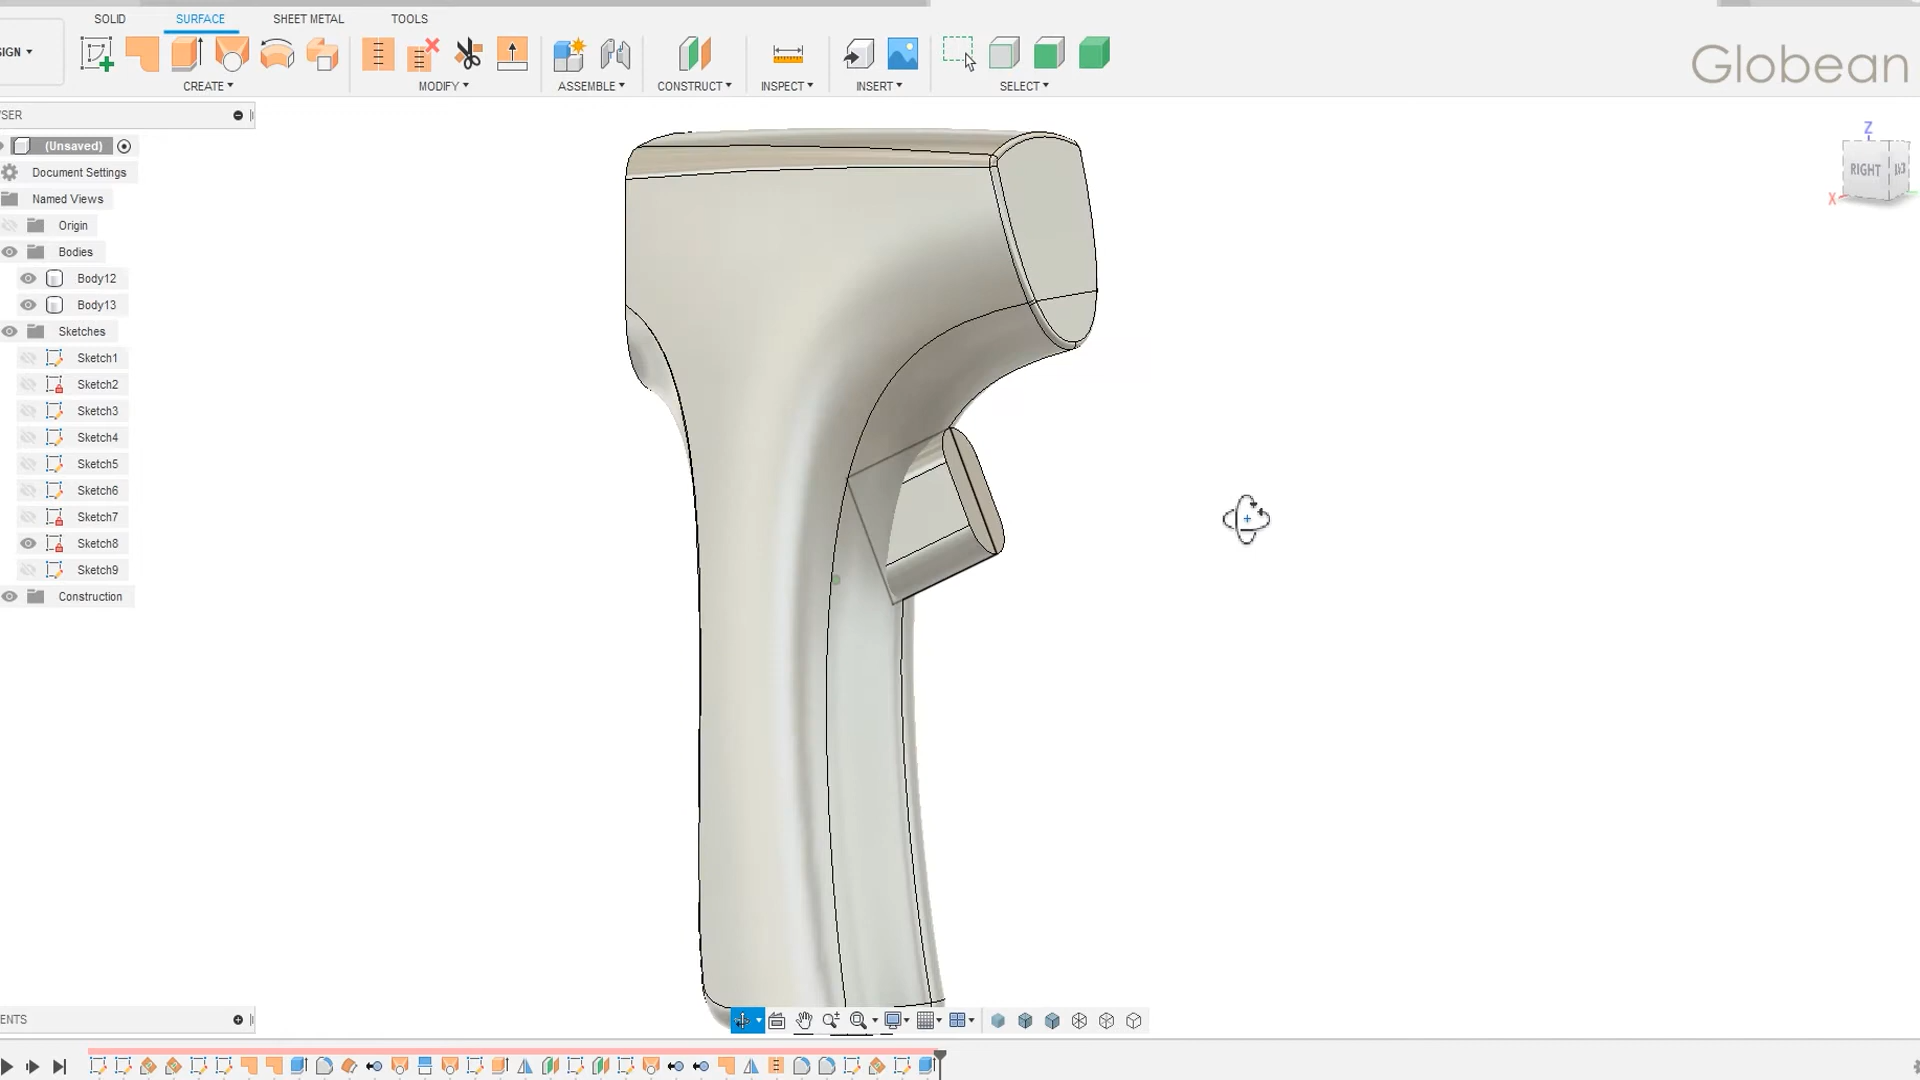 SOLID SURFACE SHEET METAL TOOLS
SIGN
CREATE MODIFY ASSEMBLE CONSTRUCT INSPECT INSERT SELECT
Globean
SER
(Unsaved)
Document Settings
Named Views
Origin
Bodies
Body12
Body13
Sketches
Sketch1
Sketch2
Sketch3
Sketch4
Sketch5
Sketch6
Sketch7
Sketch8
Sketch9
Construction
Z
RIGHT
X
ENTS